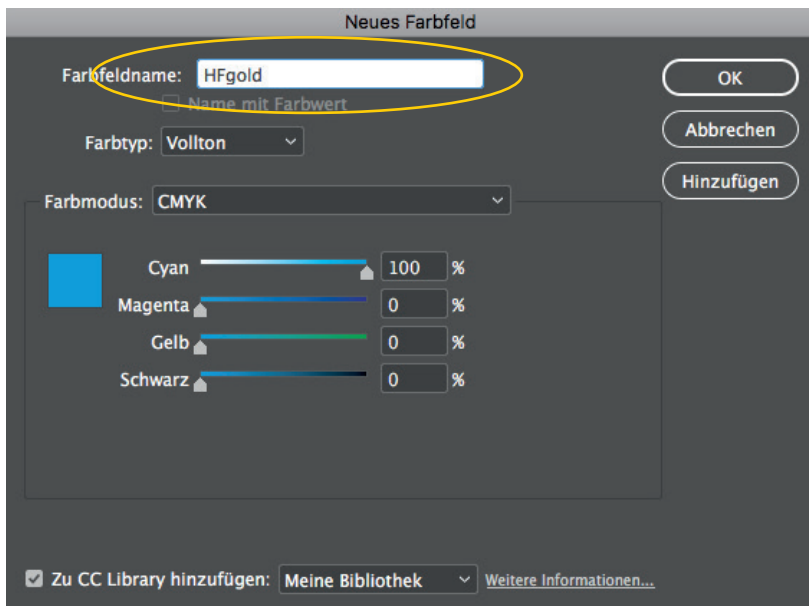 Neues Farbfeld
Farbfeldname: HFgold
OK
Name mit Farbwert
Abbrechen
Farbtyp: Vollton
Hinzufügen
Farbmodus: CMYK
Cyan 100 %
Magenta 0 %
Gelb 0 %
Schwarz 0 %
Zu CC Library hinzufügen: Meine Bibliothek Weitere Informationen...